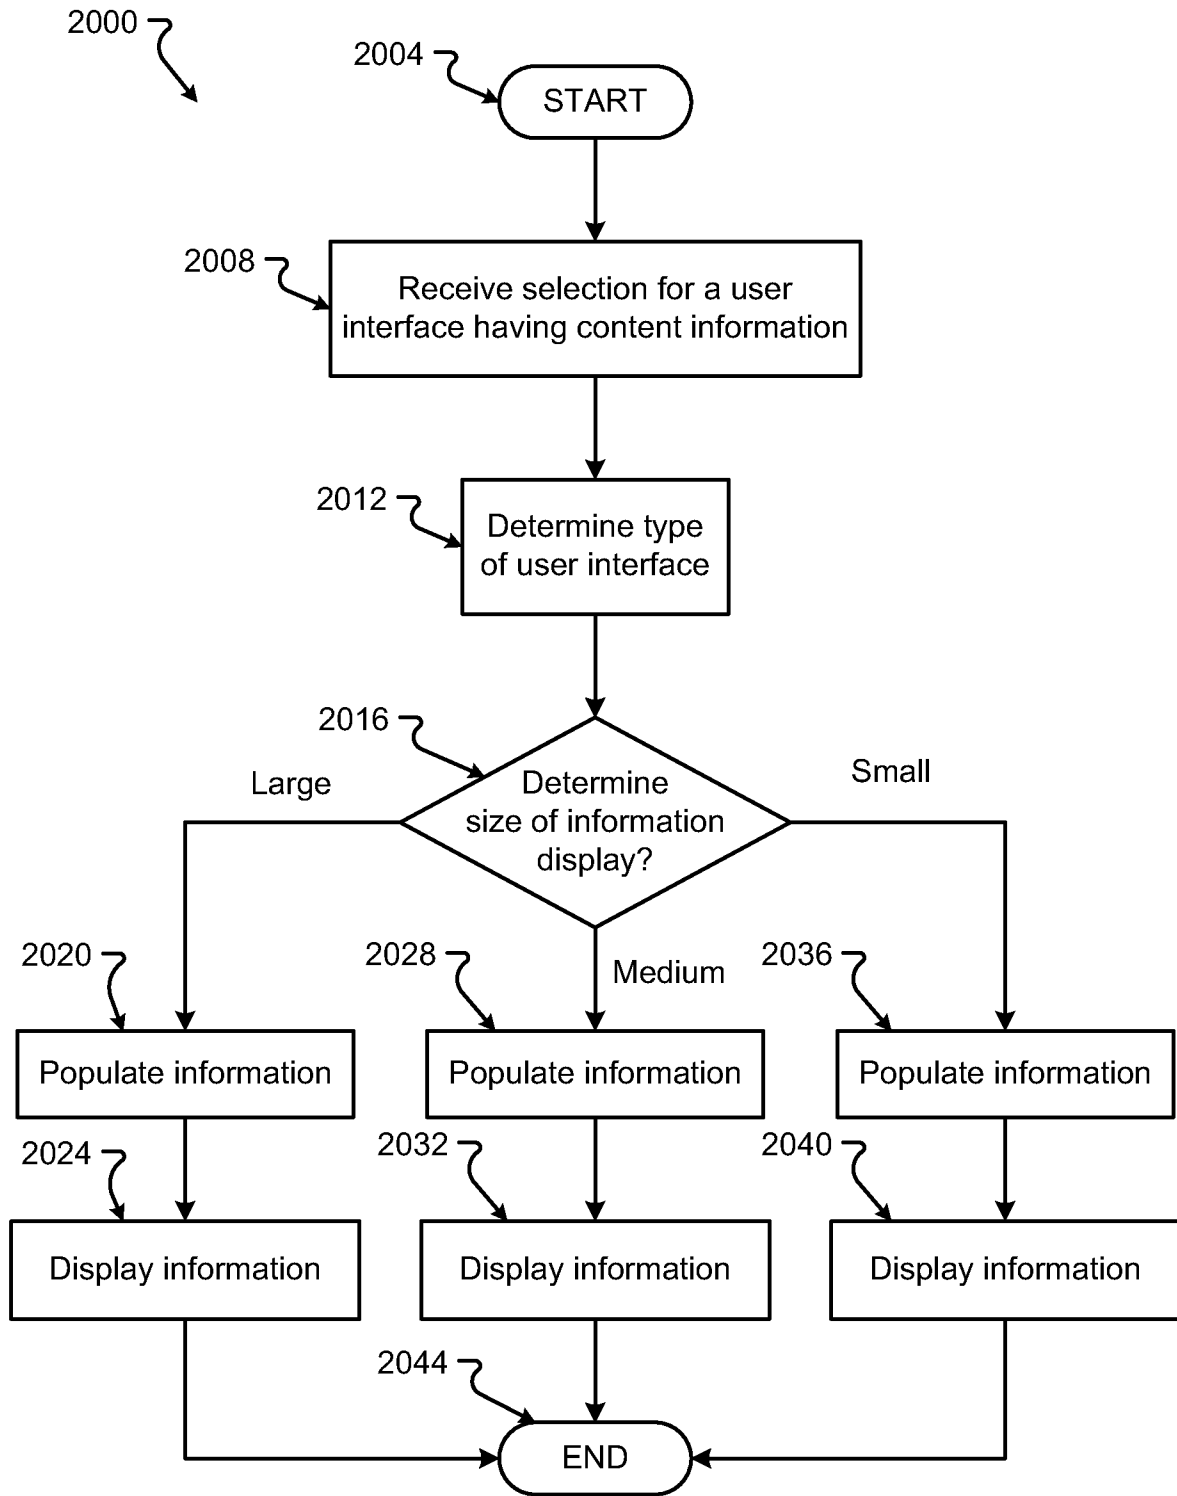 2000
2004
START
2008
Receive selection for a user
interface having content information
2012
Determine type
of user interface
2016
Large
Determine
size of information
display?
Small
2020
2028
Medium
2036
Populate information
Populate information
Populate information
2024
2032
2040
Display information
Display information
Display information
2044
END